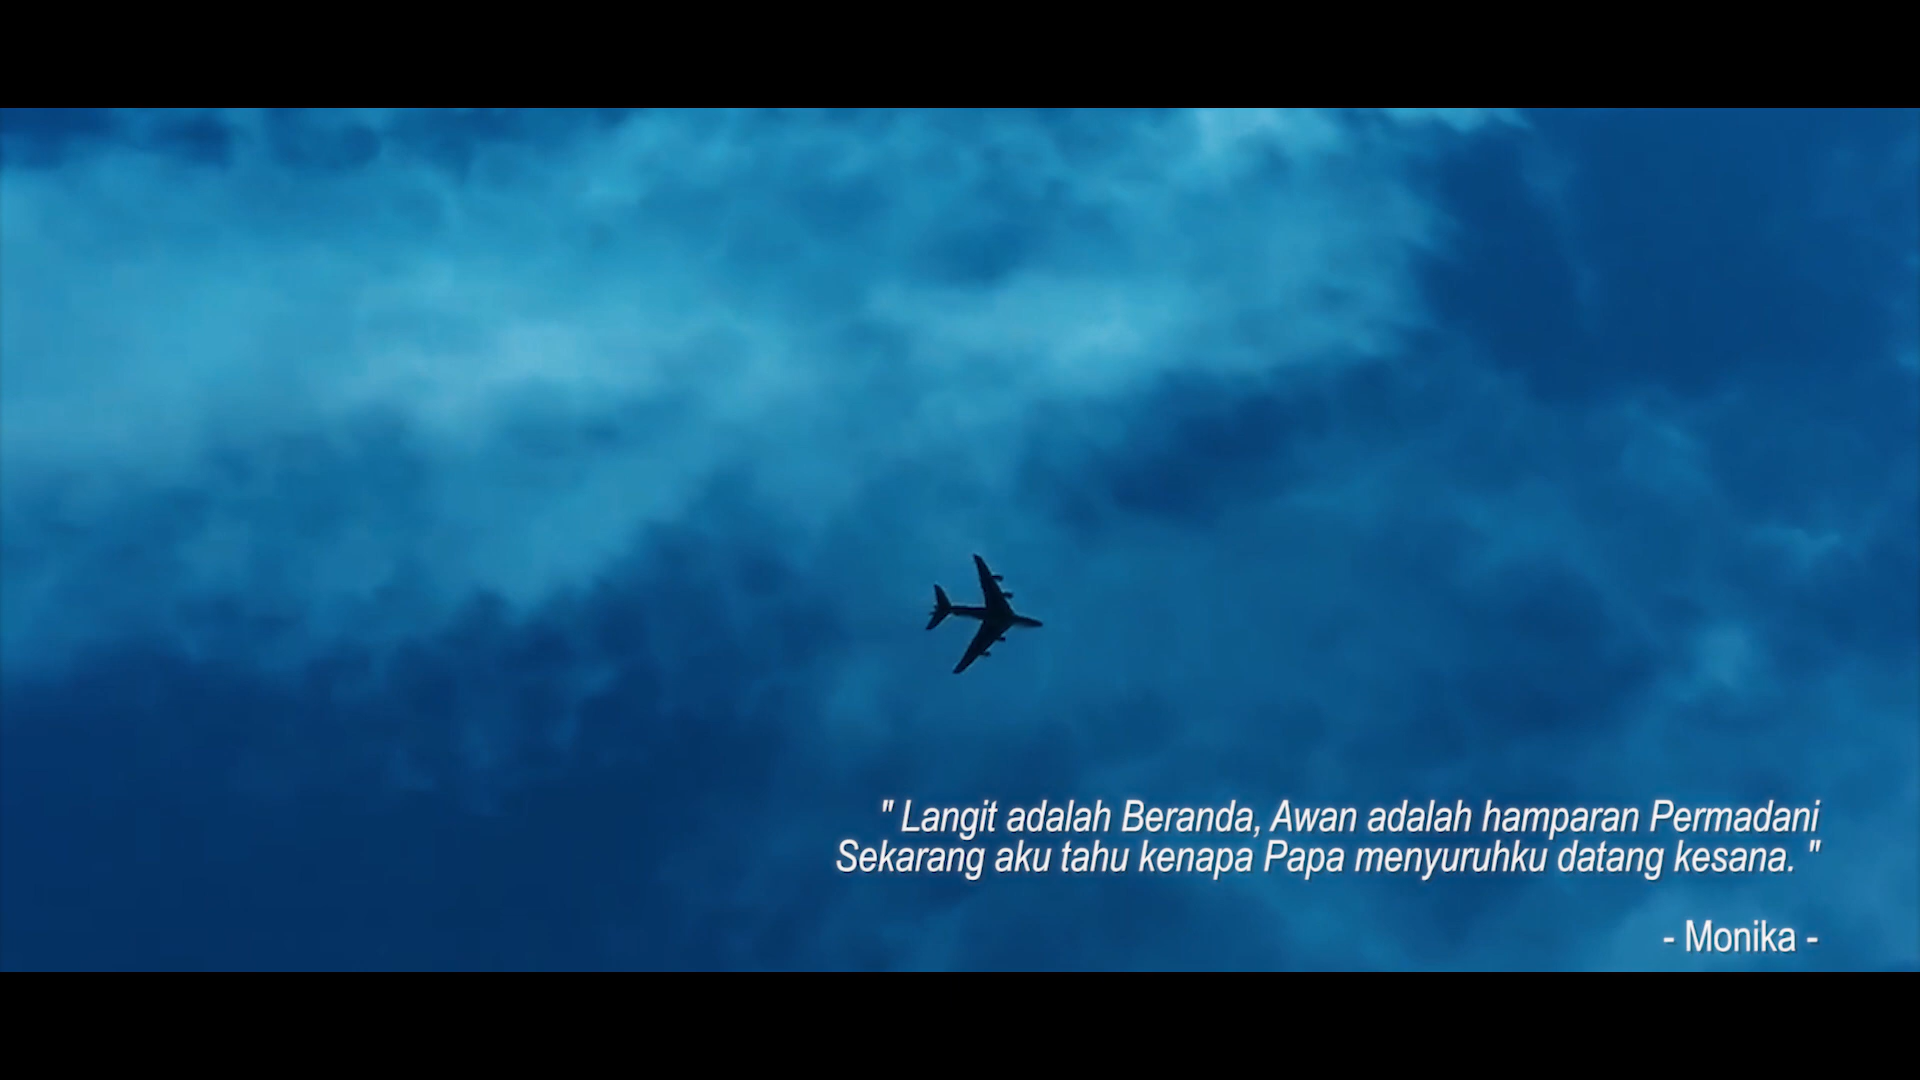 " Langit adalah Beranda, Awan adalah hamparan Permadani
Sekarang aku tahu kenapa Papa menyuruhku datang kesana. "
- Monika -